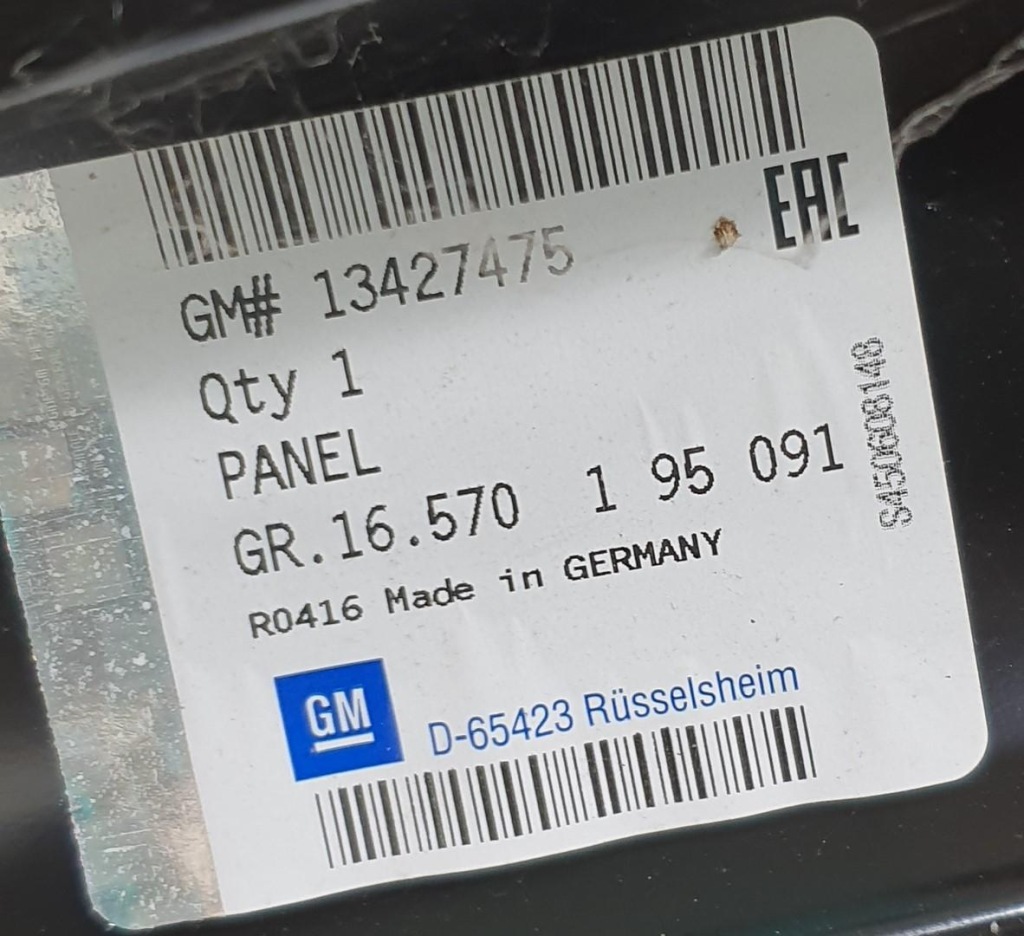 EAC
GM# 13427475
Qty 1
PANEL
GR.16.570 1 95 091
R0416 Made in GERMANY
S4506O8148
GM
D-65423 Rüsselsheim